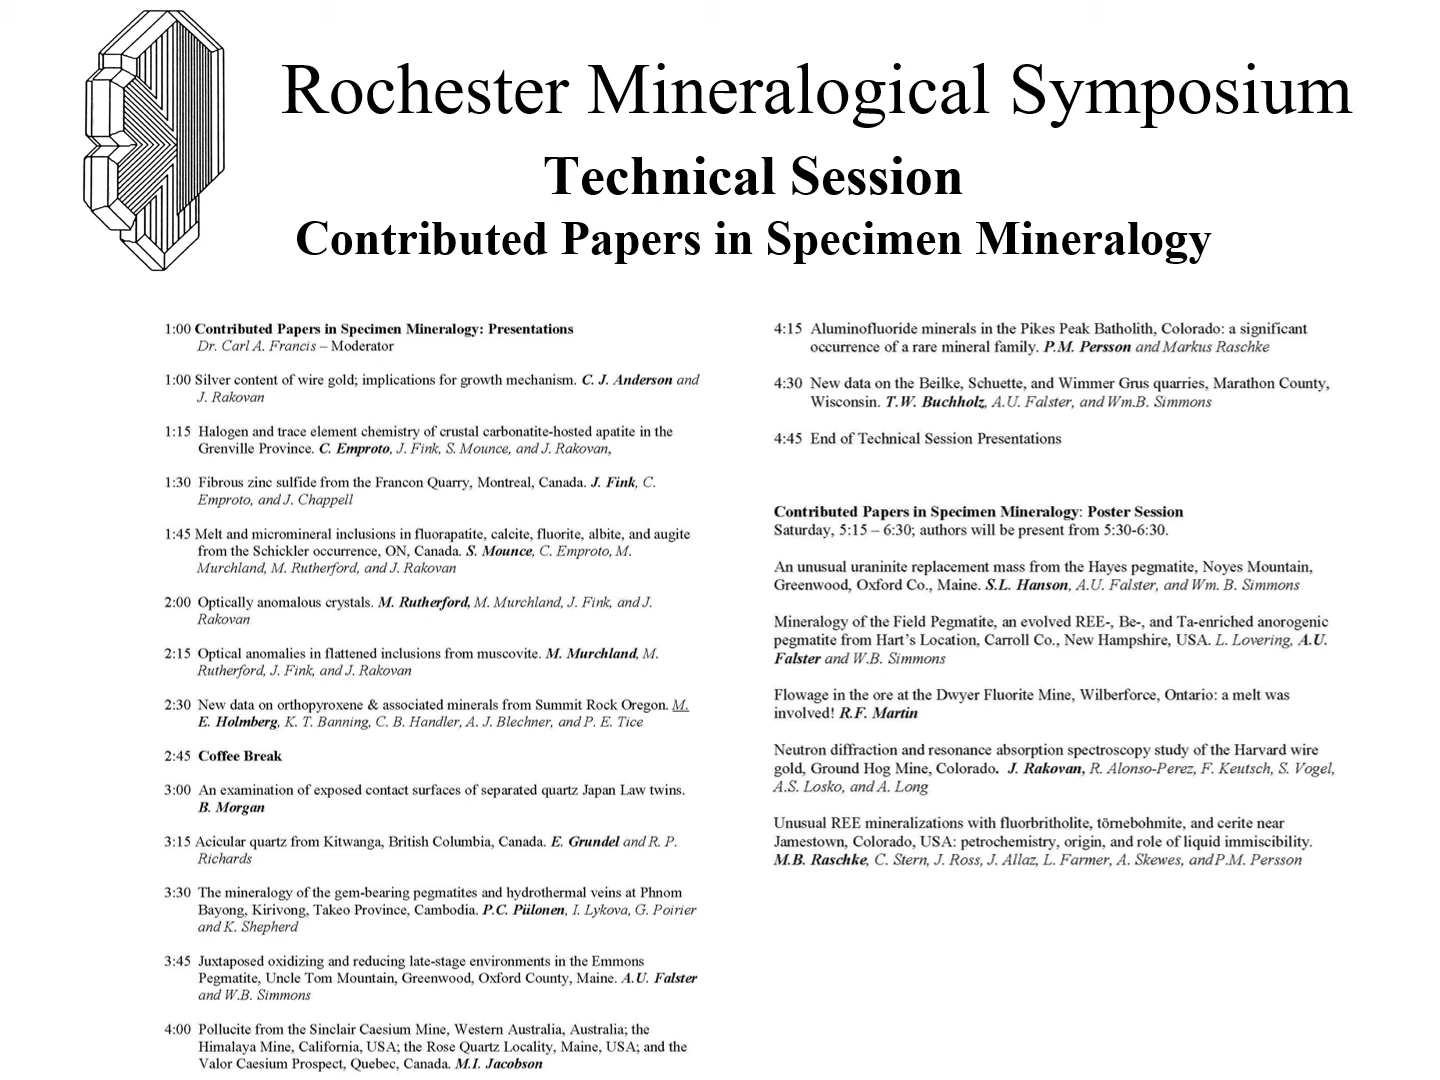 Rochester Mineralogical Symposium
Technical Session
Contributed Papers in Specimen Mineralogy
1:00 Contributed Papers in Specimen Mineralogy: Presentations
Dr. Carl A. Francis – Moderator
1:00 Silver content of wire gold; implications for growth mechanism. C. J. Anderson and
J. Rakovan
1:15 Halogen and trace element chemistry of crustal carbonatite-hosted apatite in the
Grenville Province. C. Emproto, J. Fink, S. Mounce, and J. Rakovan,
1:30 Fibrous zinc sulfide from the Francon Quarry, Montreal, Canada. J. Fink, C.
Emproto, and J. Chappell
1:45 Melt and micromineral inclusions in fluorapatite, calcite, fluorite, albite, and augite
from the Schickler occurrence, ON, Canada. S. Mounce, C. Emproto, M.
Murchland, M. Rutherford, and J. Rakovan
2:00 Optically anomalous crystals. M. Rutherford, M. Murchland, J. Fink, and J.
Rakovan
2:15 Optical anomalies in flattened inclusions from muscovite. M. Murchland, M.
Rutherford, J. Fink, and J. Rakovan
2:30 New data on orthopyroxene & associated minerals from Summit Rock Oregon. M.
E. Holmberg, K. T. Banning, C. B. Handler, A. J. Blechner, and P. E. Tice
2:45 Coffee Break
3:00 An examination of exposed contact surfaces of separated quartz Japan Law twins.
B. Morgan
3:15 Acicular quartz from Kitwanga, British Columbia, Canada. E. Grundel and R. P.
Richards
3:30 The mineralogy of the gem-bearing pegmatites and hydrothermal veins at Phnom
Bayong, Kirivong, Takeo Province, Cambodia. P.C. Piilonen, I. Lykova, G. Poirier
and K. Shepherd
3:45 Juxtaposed oxidizing and reducing late-stage environments in the Emmons
Pegmatite, Uncle Tom Mountain, Greenwood, Oxford County, Maine. A.U. Falster
and W.B. Simmons
4:00 Pollucite from the Sinclair Caesium Mine, Western Australia, Australia; the
Himalaya Mine, California, USA; the Rose Quartz Locality, Maine, USA; and the
Valor Caesium Prospect, Quebec, Canada. M.I. Jacobson
4:15 Aluminofluoride minerals in the Pikes Peak Batholith, Colorado: a significant
occurrence of a rare mineral family. P.M. Persson and Markus Raschke
4:30 New data on the Beilke, Schuette, and Wimmer Grus quarries, Marathon County,
Wisconsin. T.W. Buchholz, A.U. Falster, and Wm.B. Simmons
4:45 End of Technical Session Presentations
Contributed Papers in Specimen Mineralogy: Poster Session
Saturday, 5:15 – 6:30; authors will be present from 5:30-6:30.
An unusual uraninite replacement mass from the Hayes pegmatite, Noyes Mountain,
Greenwood, Oxford Co., Maine. S.L. Hanson, A.U. Falster, and Wm. B. Simmons
Mineralogy of the Field Pegmatite, an evolved REE-, Be-, and Ta-enriched anorogenic
pegmatite from Hart's Location, Carroll Co., New Hampshire, USA. L. Lovering, A.U.
Falster and W.B. Simmons
Flowage in the ore at the Dwyer Fluorite Mine, Wilberforce, Ontario: a melt was
involved! R.F. Martin
Neutron diffraction and resonance absorption spectroscopy study of the Harvard wire
gold, Ground Hog Mine, Colorado. J. Rakovan, R. Alonso-Perez, F. Keutsch, S. Vogel,
A.S. Losko, and A. Long
Unusual REE mineralizations with fluorbritholite, törnebohmite, and cerite near
Jamestown, Colorado, USA: petrochemistry, origin, and role of liquid immiscibility.
M.B. Raschke, C. Stern, J. Ross, J. Allaz, L. Farmer, A. Skewes, and P.M. Persson